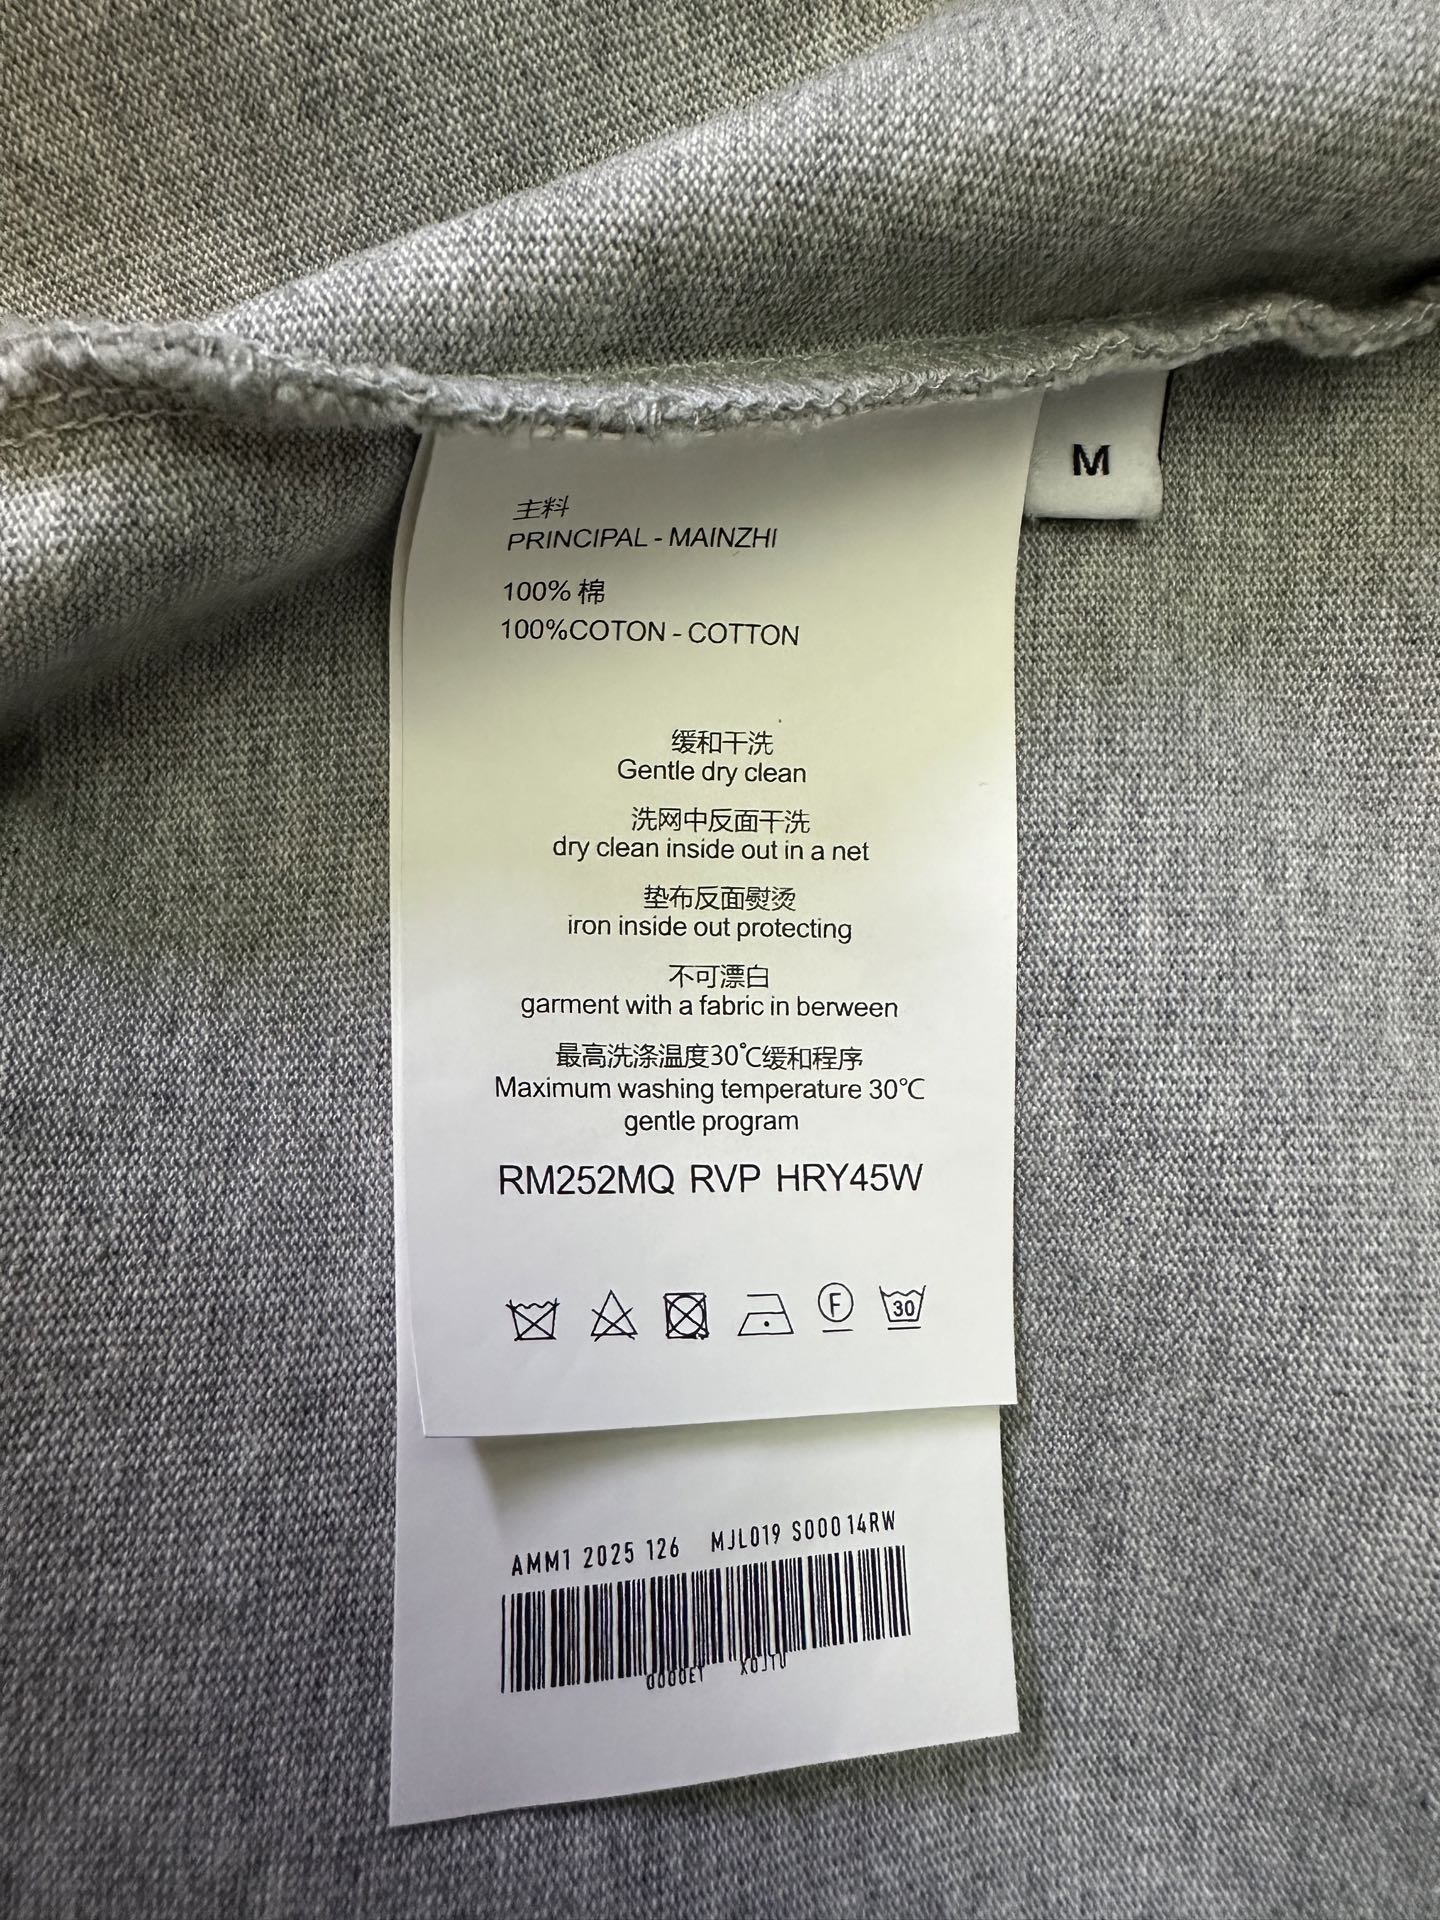 M
主料
PRINCIPAL - MAINZHI
100% 棉
100%COTON - COTTON
缓和干洗
Gentle dry clean
洗网中反面干洗
dry clean inside out in a net
垫布反面熨烫
iron inside out protecting
不可漂白
garment with a fabric in berween
最高洗涤温度30℃缓和程序
Maximum washing temperature 30℃
gentle program
RM252MQ RVP HRY45W
F 30
AMM1 2025 126 MJL019 S00014RW